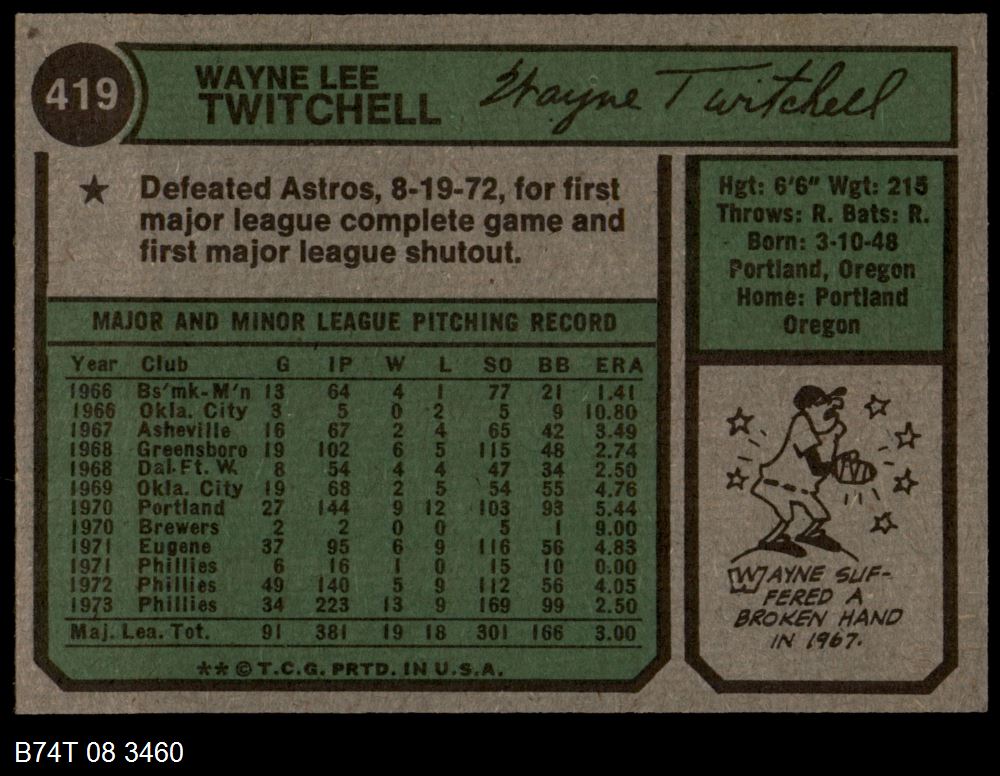 419
WAYNE LEE
TWITCHELL
Wayne Twitchell
★ Defeated Astros, 8-19-72, for first
major league complete game and
first major league shutout.
Hgt: 6'6" Wgt: 215
Throws: R. Bats: R.
Born: 3-10-48
Portland, Oregon
Home: Portland
Oregon
MAJOR AND MINOR LEAGUE PITCHING RECORD
Year Club G IP W L SO BB ERA
1966 Bs'mk-M'n 13 64 4 1 77 21 1.41
1966 Okla. City 3 5 0 2 5 9 10.80
1967 Asheville 16 67 2 4 65 42 3.49
1968 Greensboro 19 102 6 5 115 48 2.74
1968 Dal-Ft. W. 8 54 4 4 47 34 2.50
1969 Okla. City 19 68 2 5 54 55 4.76
1970 Portland 27 144 9 12 103 93 5.44
1970 Brewers 2 2 0 0 5 1 9.00
1971 Eugene 37 95 6 9 116 56 4.83
1971 Phillies 6 16 1 0 15 10 0.00
1972 Phillies 49 140 5 9 112 56 4.05
1973 Phillies 34 223 13 9 169 99 2.50
Maj. Lea. Tot. 91 381 19 18 301 166 3.00
**© T.C.G. PRTD. IN U.S.A.
WAYNE SUF-
FERED A
BROKEN HAND
IN 1967.
B74T 08 3460